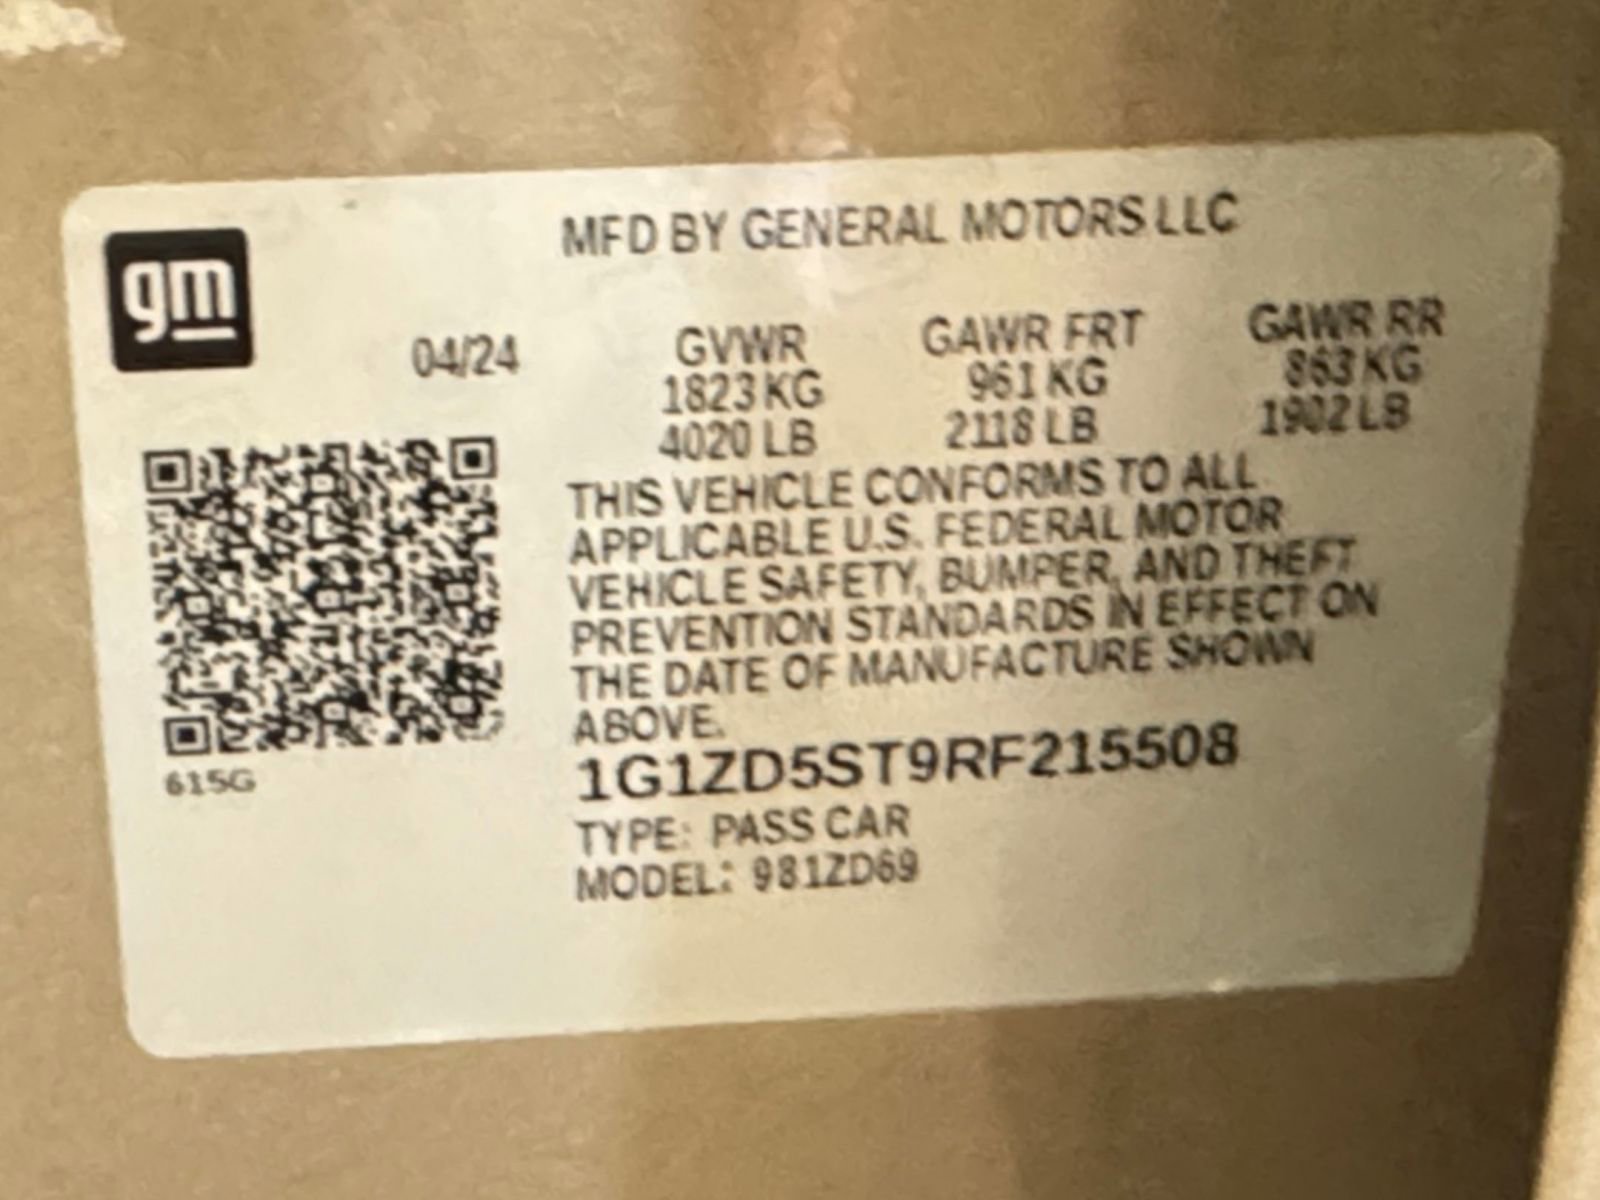 gm
MFD BY GENERAL MOTORS LLC
04/24 GVWR GAWR FRT GAWR RR
1823 KG 961 KG 863 KG
4020 LB 2118 LB 1902 LB
THIS VEHICLE CONFORMS TO ALL
APPLICABLE U.S. FEDERAL MOTOR
VEHICLE SAFETY, BUMPER, AND THEFT
PREVENTION STANDARDS IN EFFECT ON
THE DATE OF MANUFACTURE SHOWN
ABOVE.
1G1ZD5ST9RF215508
TYPE: PASS CAR
MODEL: 981ZD69
615G